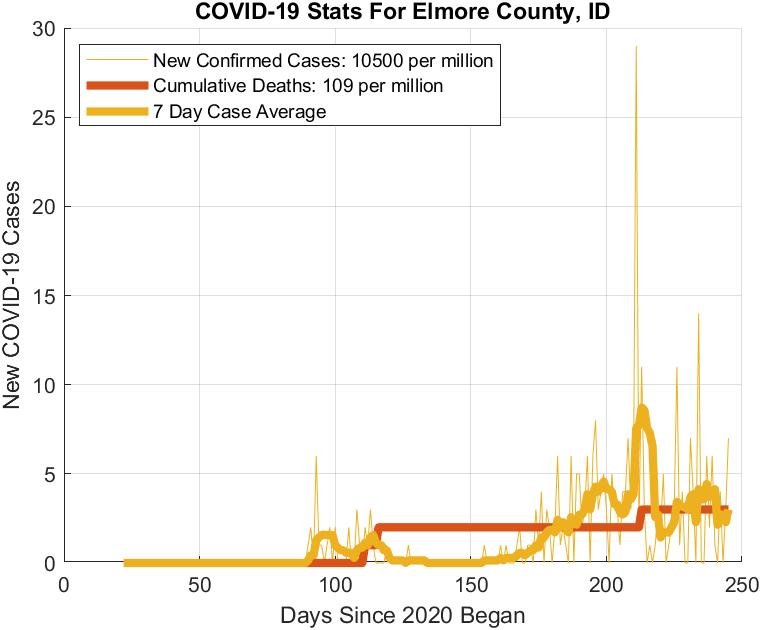 COVID-19 Stats For Elmore County, ID
New Confirmed Cases: 10500 per million
Cumulative Deaths: 109 per million
7 Day Case Average
New COVID-19 Cases
30
25
20
15
10
5
0
0 50 100 150 200 250
Days Since 2020 Began